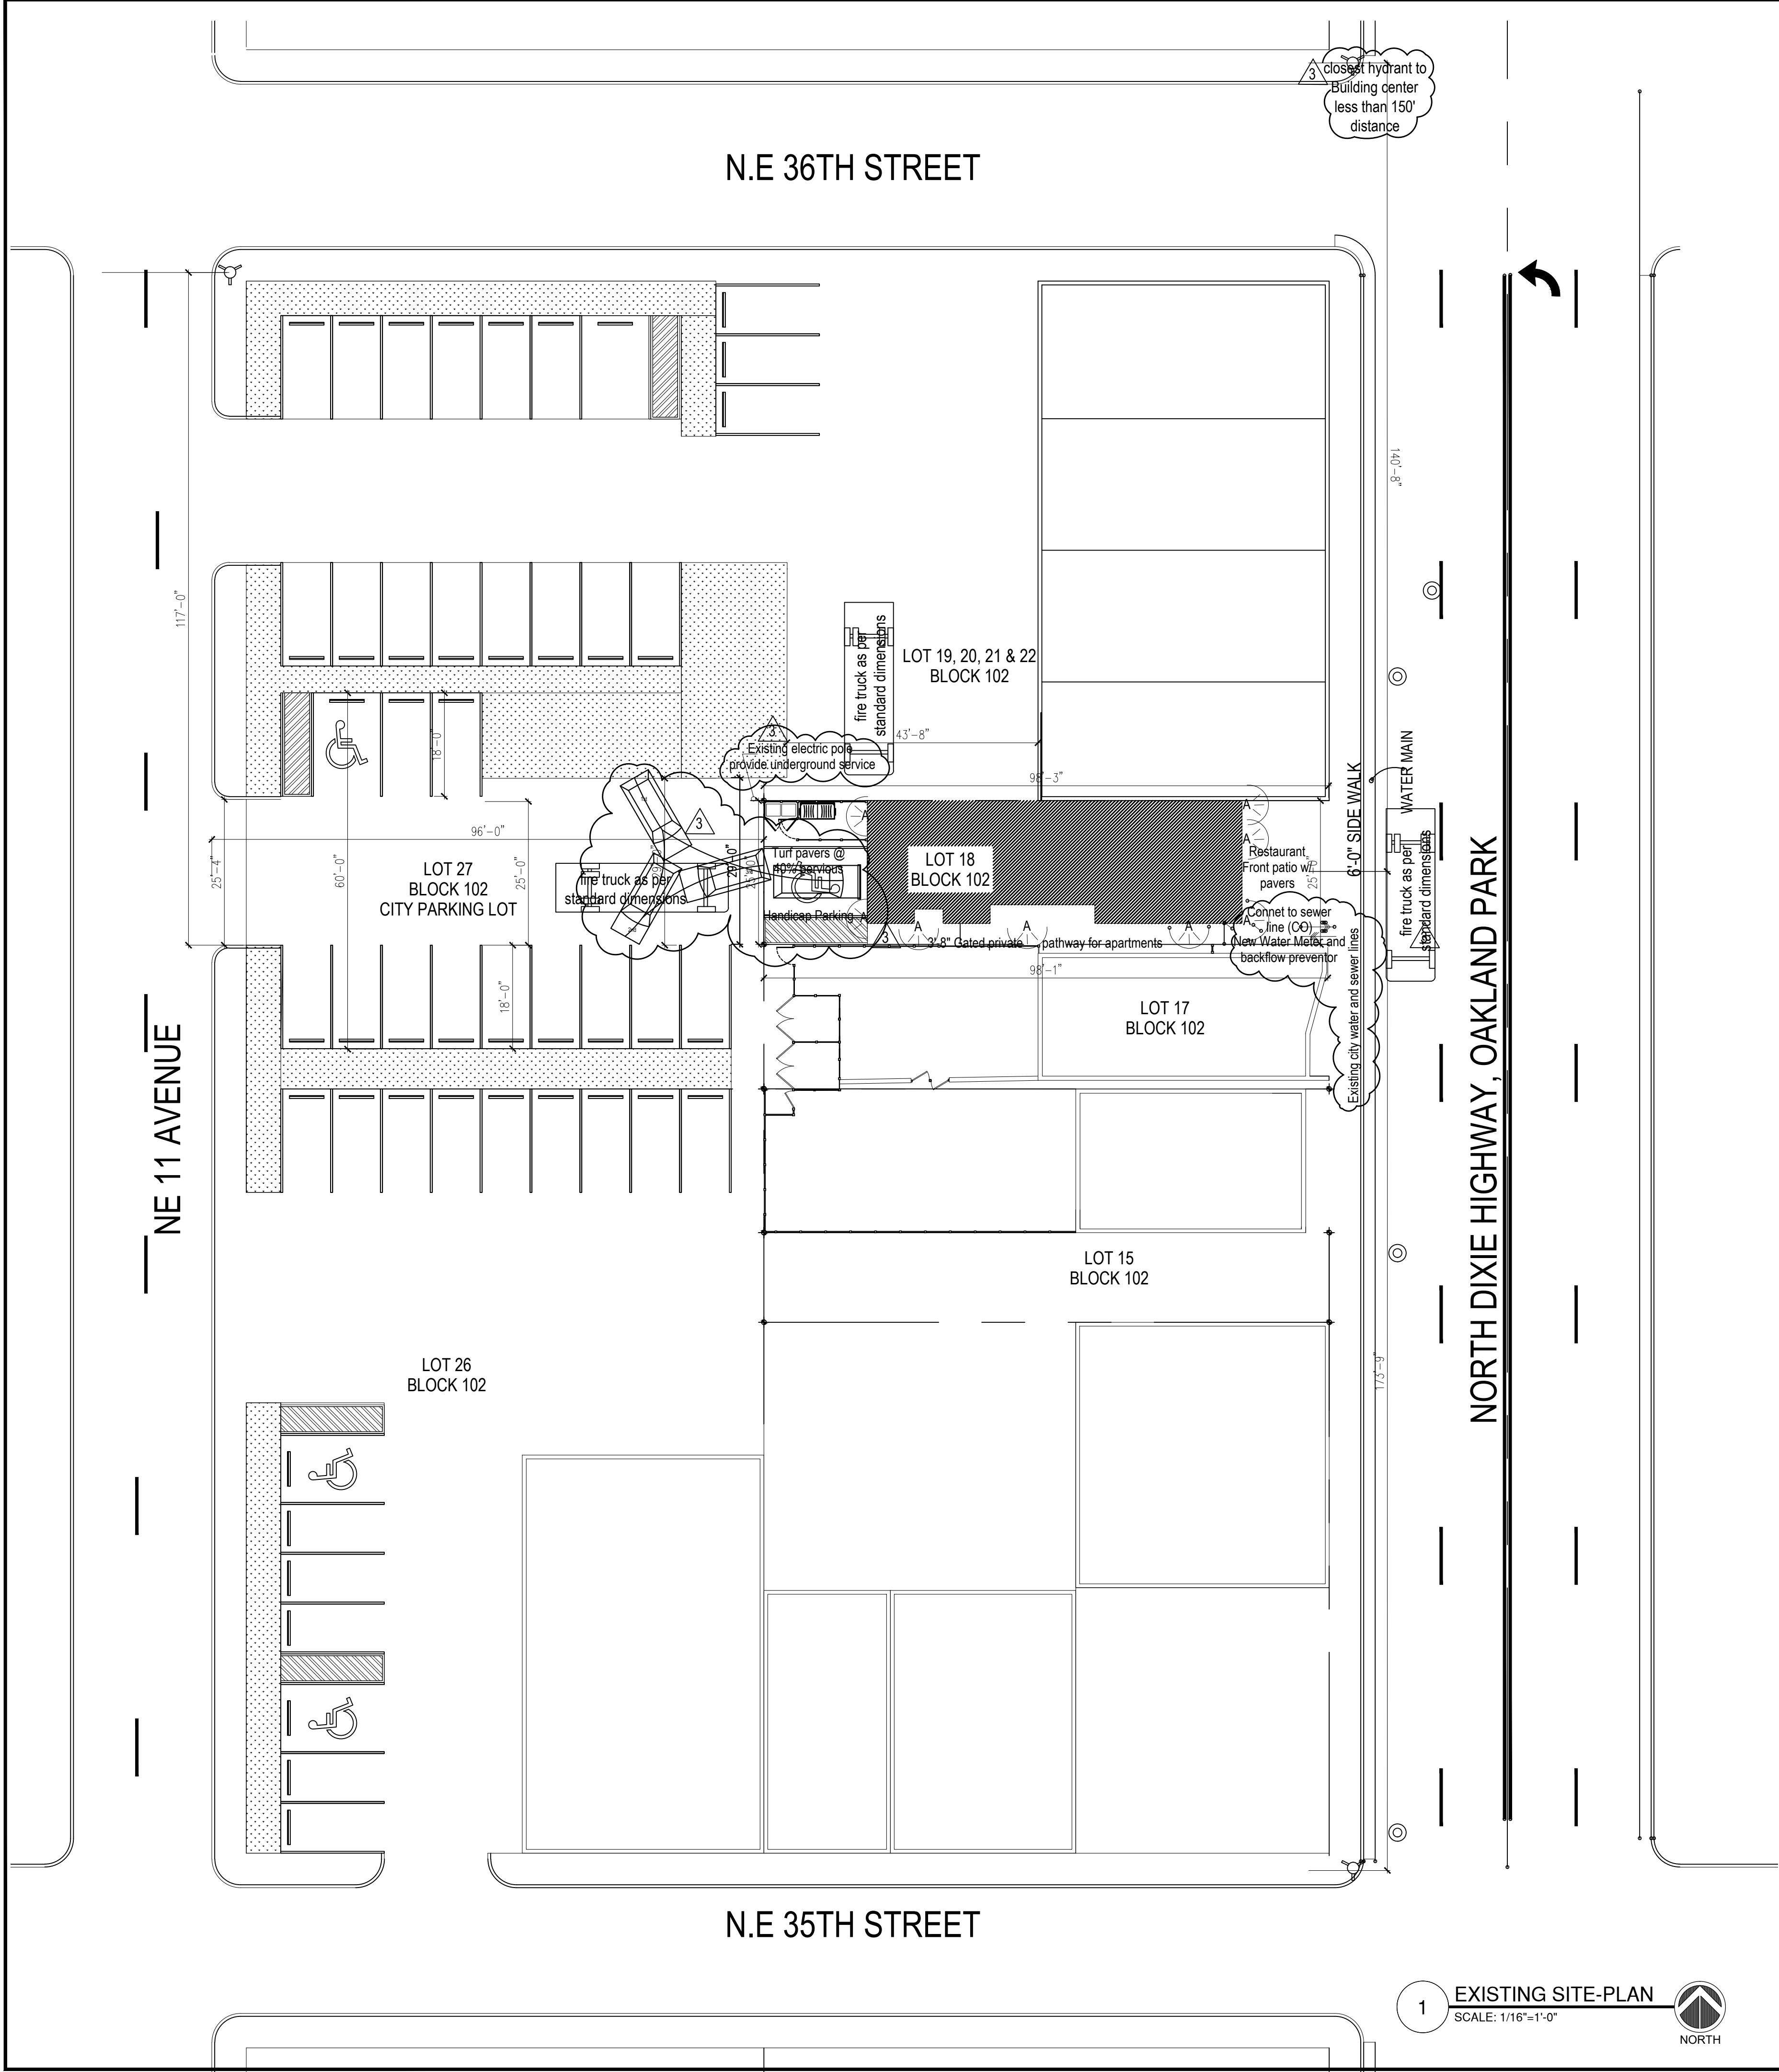 3
closest hydrant to
Building center
less than 150'
distance
N.E 36TH STREET
140'-8"
117'-0"
fire truck as per
standard dimensions
LOT 19, 20, 21 & 22
BLOCK 102
43'-8"
18'-0"
3
Existing electric pole
provide underground service
98'-3"
WATER MAIN
6'-0" SIDE WALK
3
96'-0"
25'-4"
60'-0"
25'-0"
LOT 27
BLOCK 102
CITY PARKING LOT
fire truck as per
standard dimensions
Turf pavers @
40% pervious
Handicap Parking
LOT 18
BLOCK 102
A
A
A
A
A
A
A
A
Restaurant
Front patio w/
pavers
25'-0"
fire truck as per
standard dimensions
3
3'-8" Gated private pathway for apartments
Connet to sewer
line (CO)
New Water Meter and
backflow preventor
98'-1"
Existing city water and sewer lines
18'-0"
LOT 17
BLOCK 102
NE 11 AVENUE
NORTH DIXIE HIGHWAY, OAKLAND PARK
LOT 15
BLOCK 102
173'-9"
LOT 26
BLOCK 102
N.E 35TH STREET
1
EXISTING SITE-PLAN
SCALE: 1/16"=1'-0"
NORTH